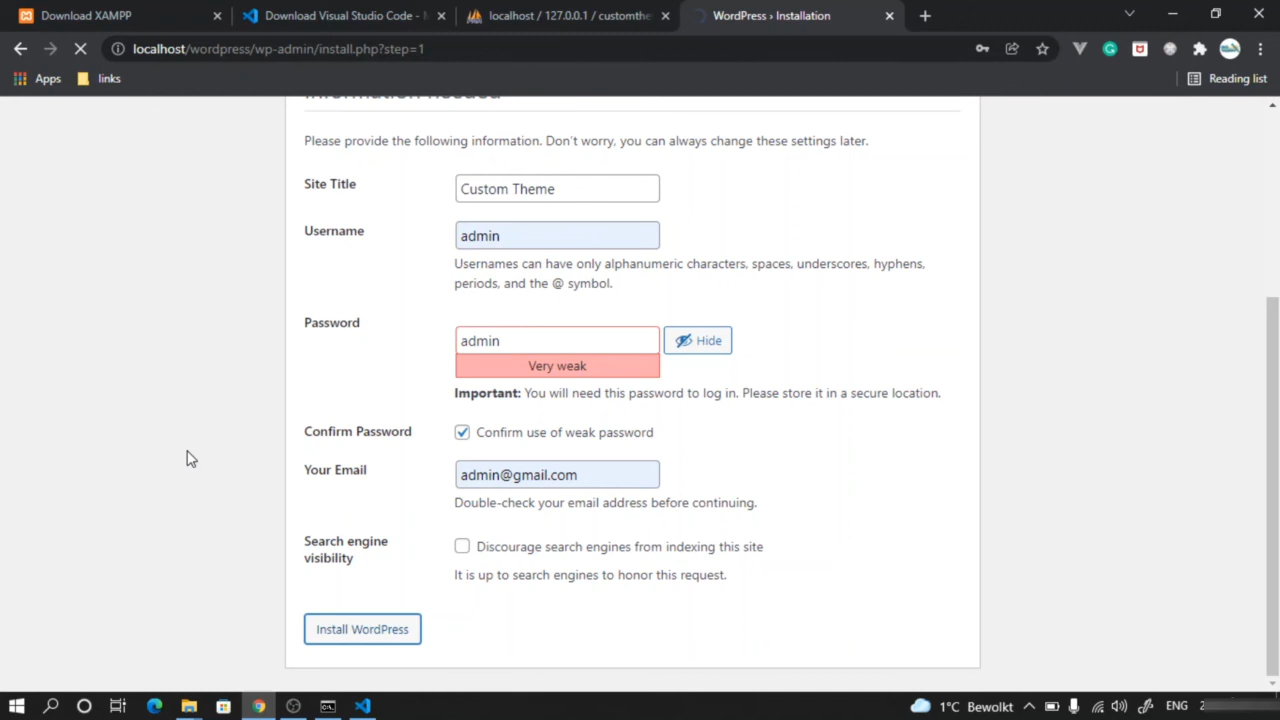 Download XAMPP
Download Visual Studio Code -
localhost / 127.0.0.1 / customthe
WordPress › Installation
localhost/wordpress/wp-admin/install.php?step=1
Apps
links
Reading list
Please provide the following information. Don't worry, you can always change these settings later.
Site Title
Custom Theme
Username
admin
Usernames can have only alphanumeric characters, spaces, underscores, hyphens,
periods, and the @ symbol.
Password
admin
Hide
Very weak
Important: You will need this password to log in. Please store it in a secure location.
Confirm Password
Confirm use of weak password
Your Email
admin@gmail.com
Double-check your email address before continuing.
Search engine
visibility
Discourage search engines from indexing this site
It is up to search engines to honor this request.
Install WordPress
1°C Bewolkt
ENG